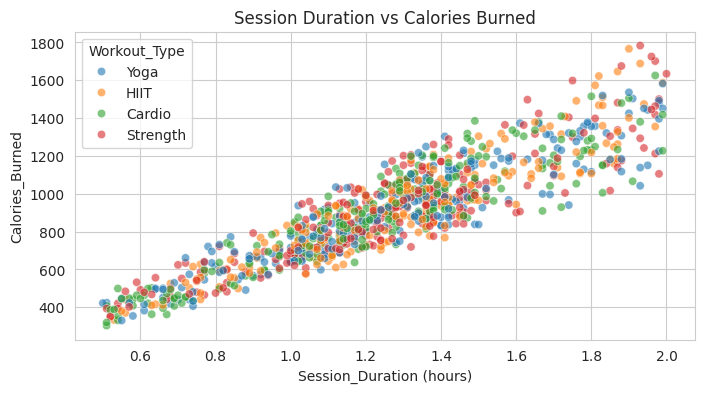 Session Duration vs Calories Burned
Workout_Type
Yoga
HIIT
Cardio
Strength
Calories_Burned
1800
1600
1400
1200
1000
800
600
400
0.6 0.8 1.0 1.2 1.4 1.6 1.8 2.0
Session_Duration (hours)